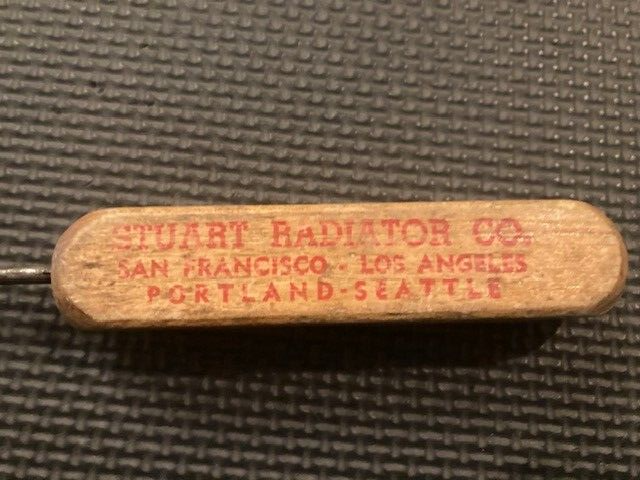 STUART RADIATOR CO.
SAN FRANCISCO - LOS ANGELES
PORTLAND-SEATTLE